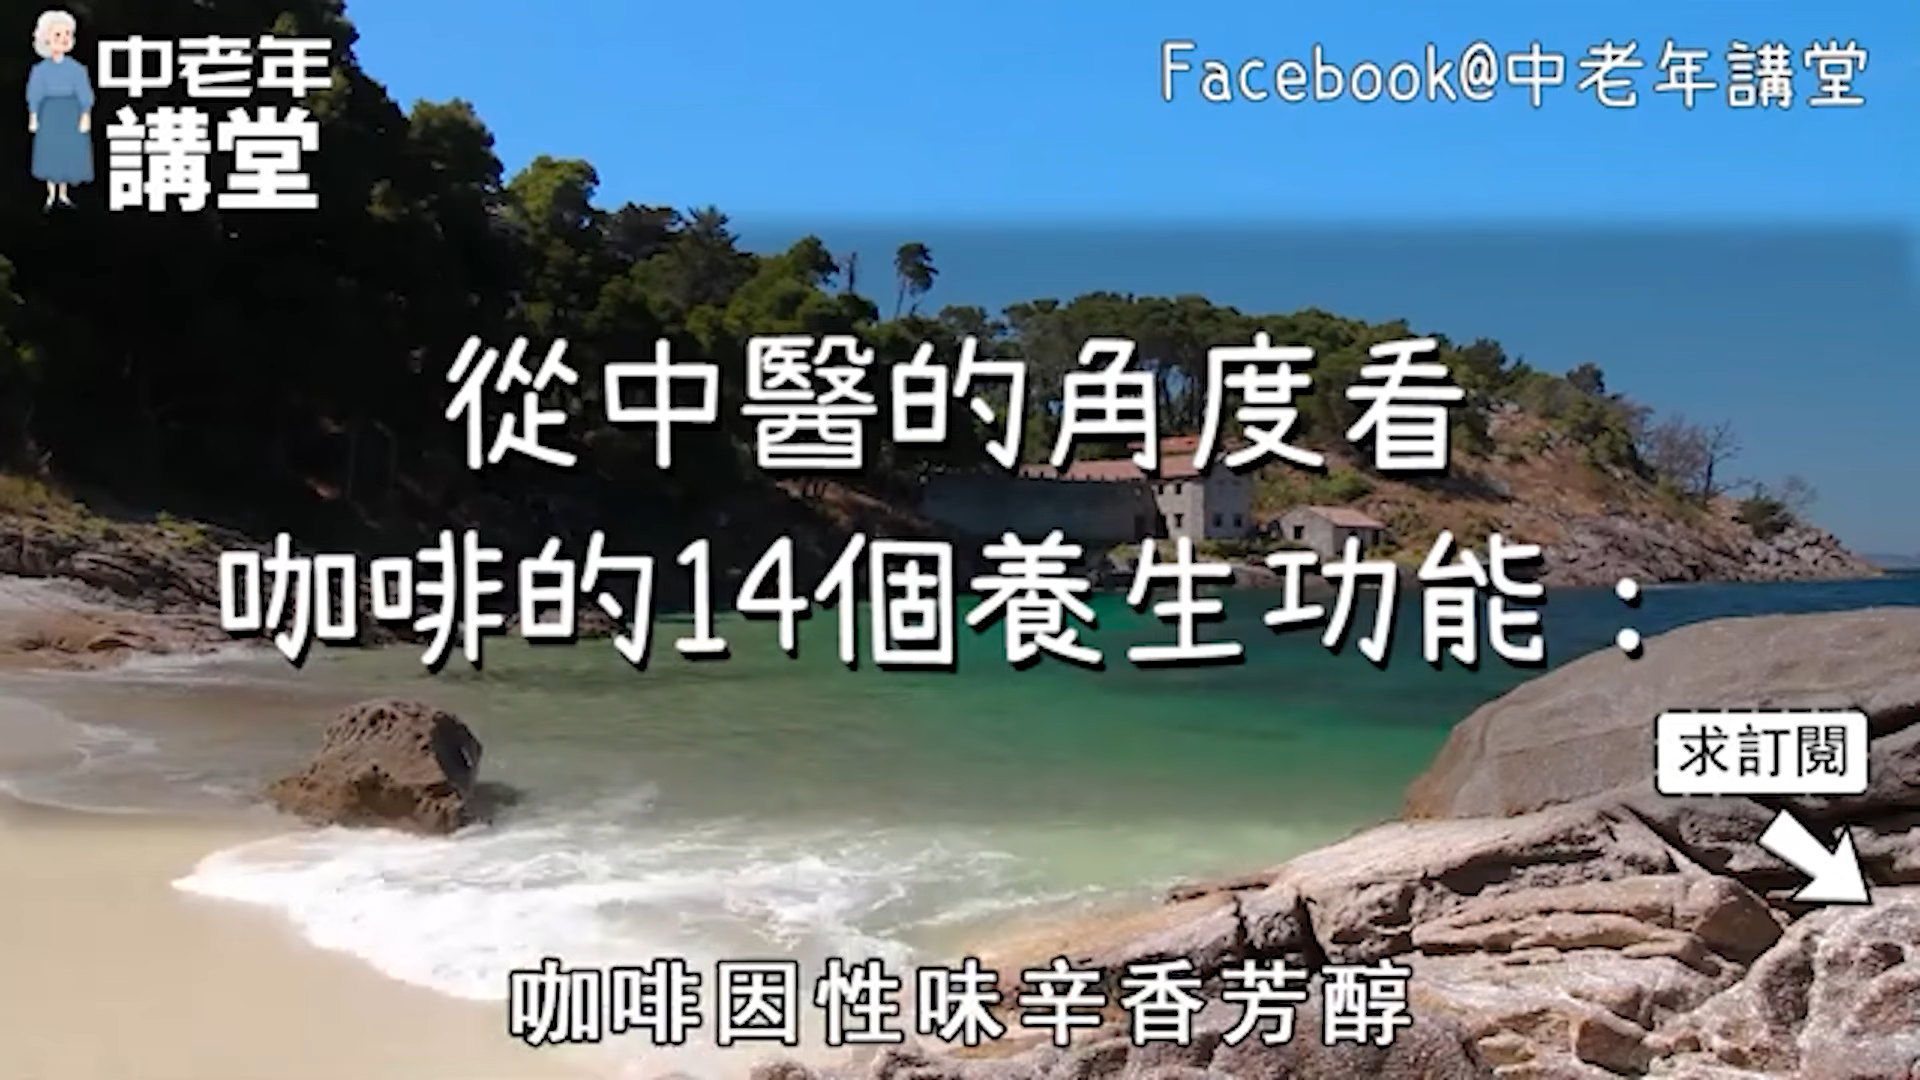 中老年
講堂
Facebook@中老年講堂
從中醫的角度看
咖啡的14個養生功能：
求訂閱
咖啡因性味辛香芳醇